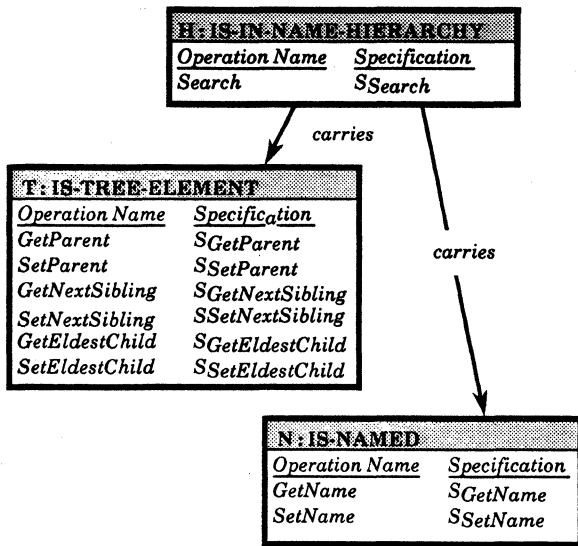 H: IS-IN-NAME-HIERARCHY
Operation Name Specification
Search SSearch
carries
T: IS-TREE-ELEMENT
Operation Name Specification
GetParent SGetParent
SetParent SSetParent
GetNextSibling SGetNextSibling
SetNextSibling SSetNextSibling
GetEldestChild SGetEldestChild
SetEldestChild SSetEldestChild
carries
N: IS-NAMED
Operation Name Specification
GetName SGetName
SetName SSetName